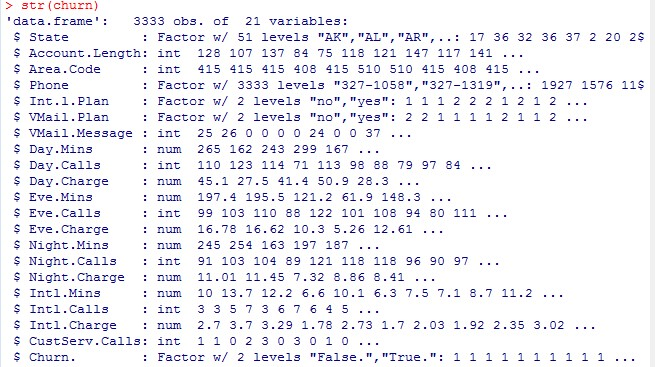 > str(churn)
'data.frame':   3333 obs. of  21 variables:
 $ State         : Factor w/ 51 levels "AK","AL","AR",..: 17 36 32 36 37 2 20 2$
 $ Account.Length: int  128 107 137 84 75 118 121 147 117 141 ...
 $ Area.Code     : int  415 415 415 408 415 510 510 415 408 415 ...
 $ Phone         : Factor w/ 3333 levels "327-1058","327-1319",..: 1927 1576 11$
 $ Int.l.Plan    : Factor w/ 2 levels "no","yes": 1 1 1 2 2 2 1 2 1 2 ...
 $ VMail.Plan    : Factor w/ 2 levels "no","yes": 2 2 1 1 1 1 2 1 1 2 ...
 $ VMail.Message : int  25 26 0 0 0 0 24 0 0 37 ...
 $ Day.Mins      : num  265 162 243 299 167 ...
 $ Day.Calls     : int  110 123 114 71 113 98 88 79 97 84 ...
 $ Day.Charge    : num  45.1 27.5 41.4 50.9 28.3 ...
 $ Eve.Mins      : num  197.4 195.5 121.2 61.9 148.3 ...
 $ Eve.Calls     : int  99 103 110 88 122 101 108 94 80 111 ...
 $ Eve.Charge    : num  16.78 16.62 10.3 5.26 12.61 ...
 $ Night.Mins    : num  245 254 163 197 187 ...
 $ Night.Calls   : int  91 103 104 89 121 118 118 96 90 97 ...
 $ Night.Charge  : num  11.01 11.45 7.32 8.86 8.41 ...
 $ Intl.Mins     : num  10 13.7 12.2 6.6 10.1 6.3 7.5 7.1 8.7 11.2 ...
 $ Intl.Calls    : int  3 3 5 7 3 6 7 6 4 5 ...
 $ Intl.Charge   : num  2.7 3.7 3.29 1.78 2.73 1.7 2.03 1.92 2.35 3.02 ...
 $ CustServ.Calls: int  1 1 0 2 3 0 3 0 1 0 ...
 $ Churn.        : Factor w/ 2 levels "False.","True.": 1 1 1 1 1 1 1 1 1 1 ...